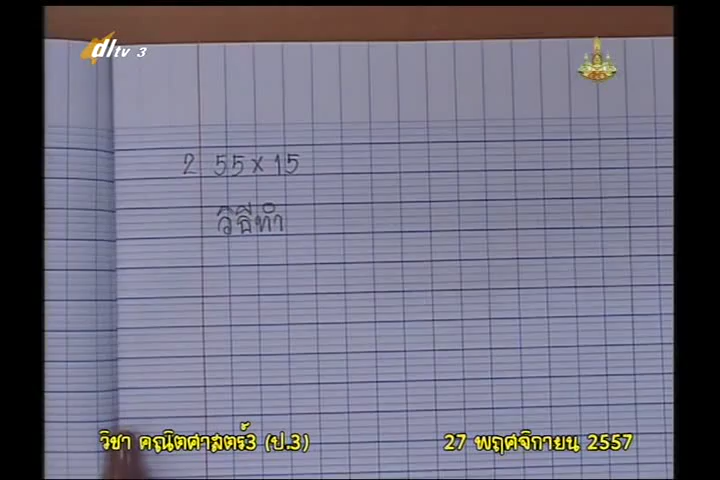 dltv 3
2 55 × 15
วิธีทำ
วิชา คณิตศาสตร์3 (ป.3)
27 พฤศจิกายน 2557